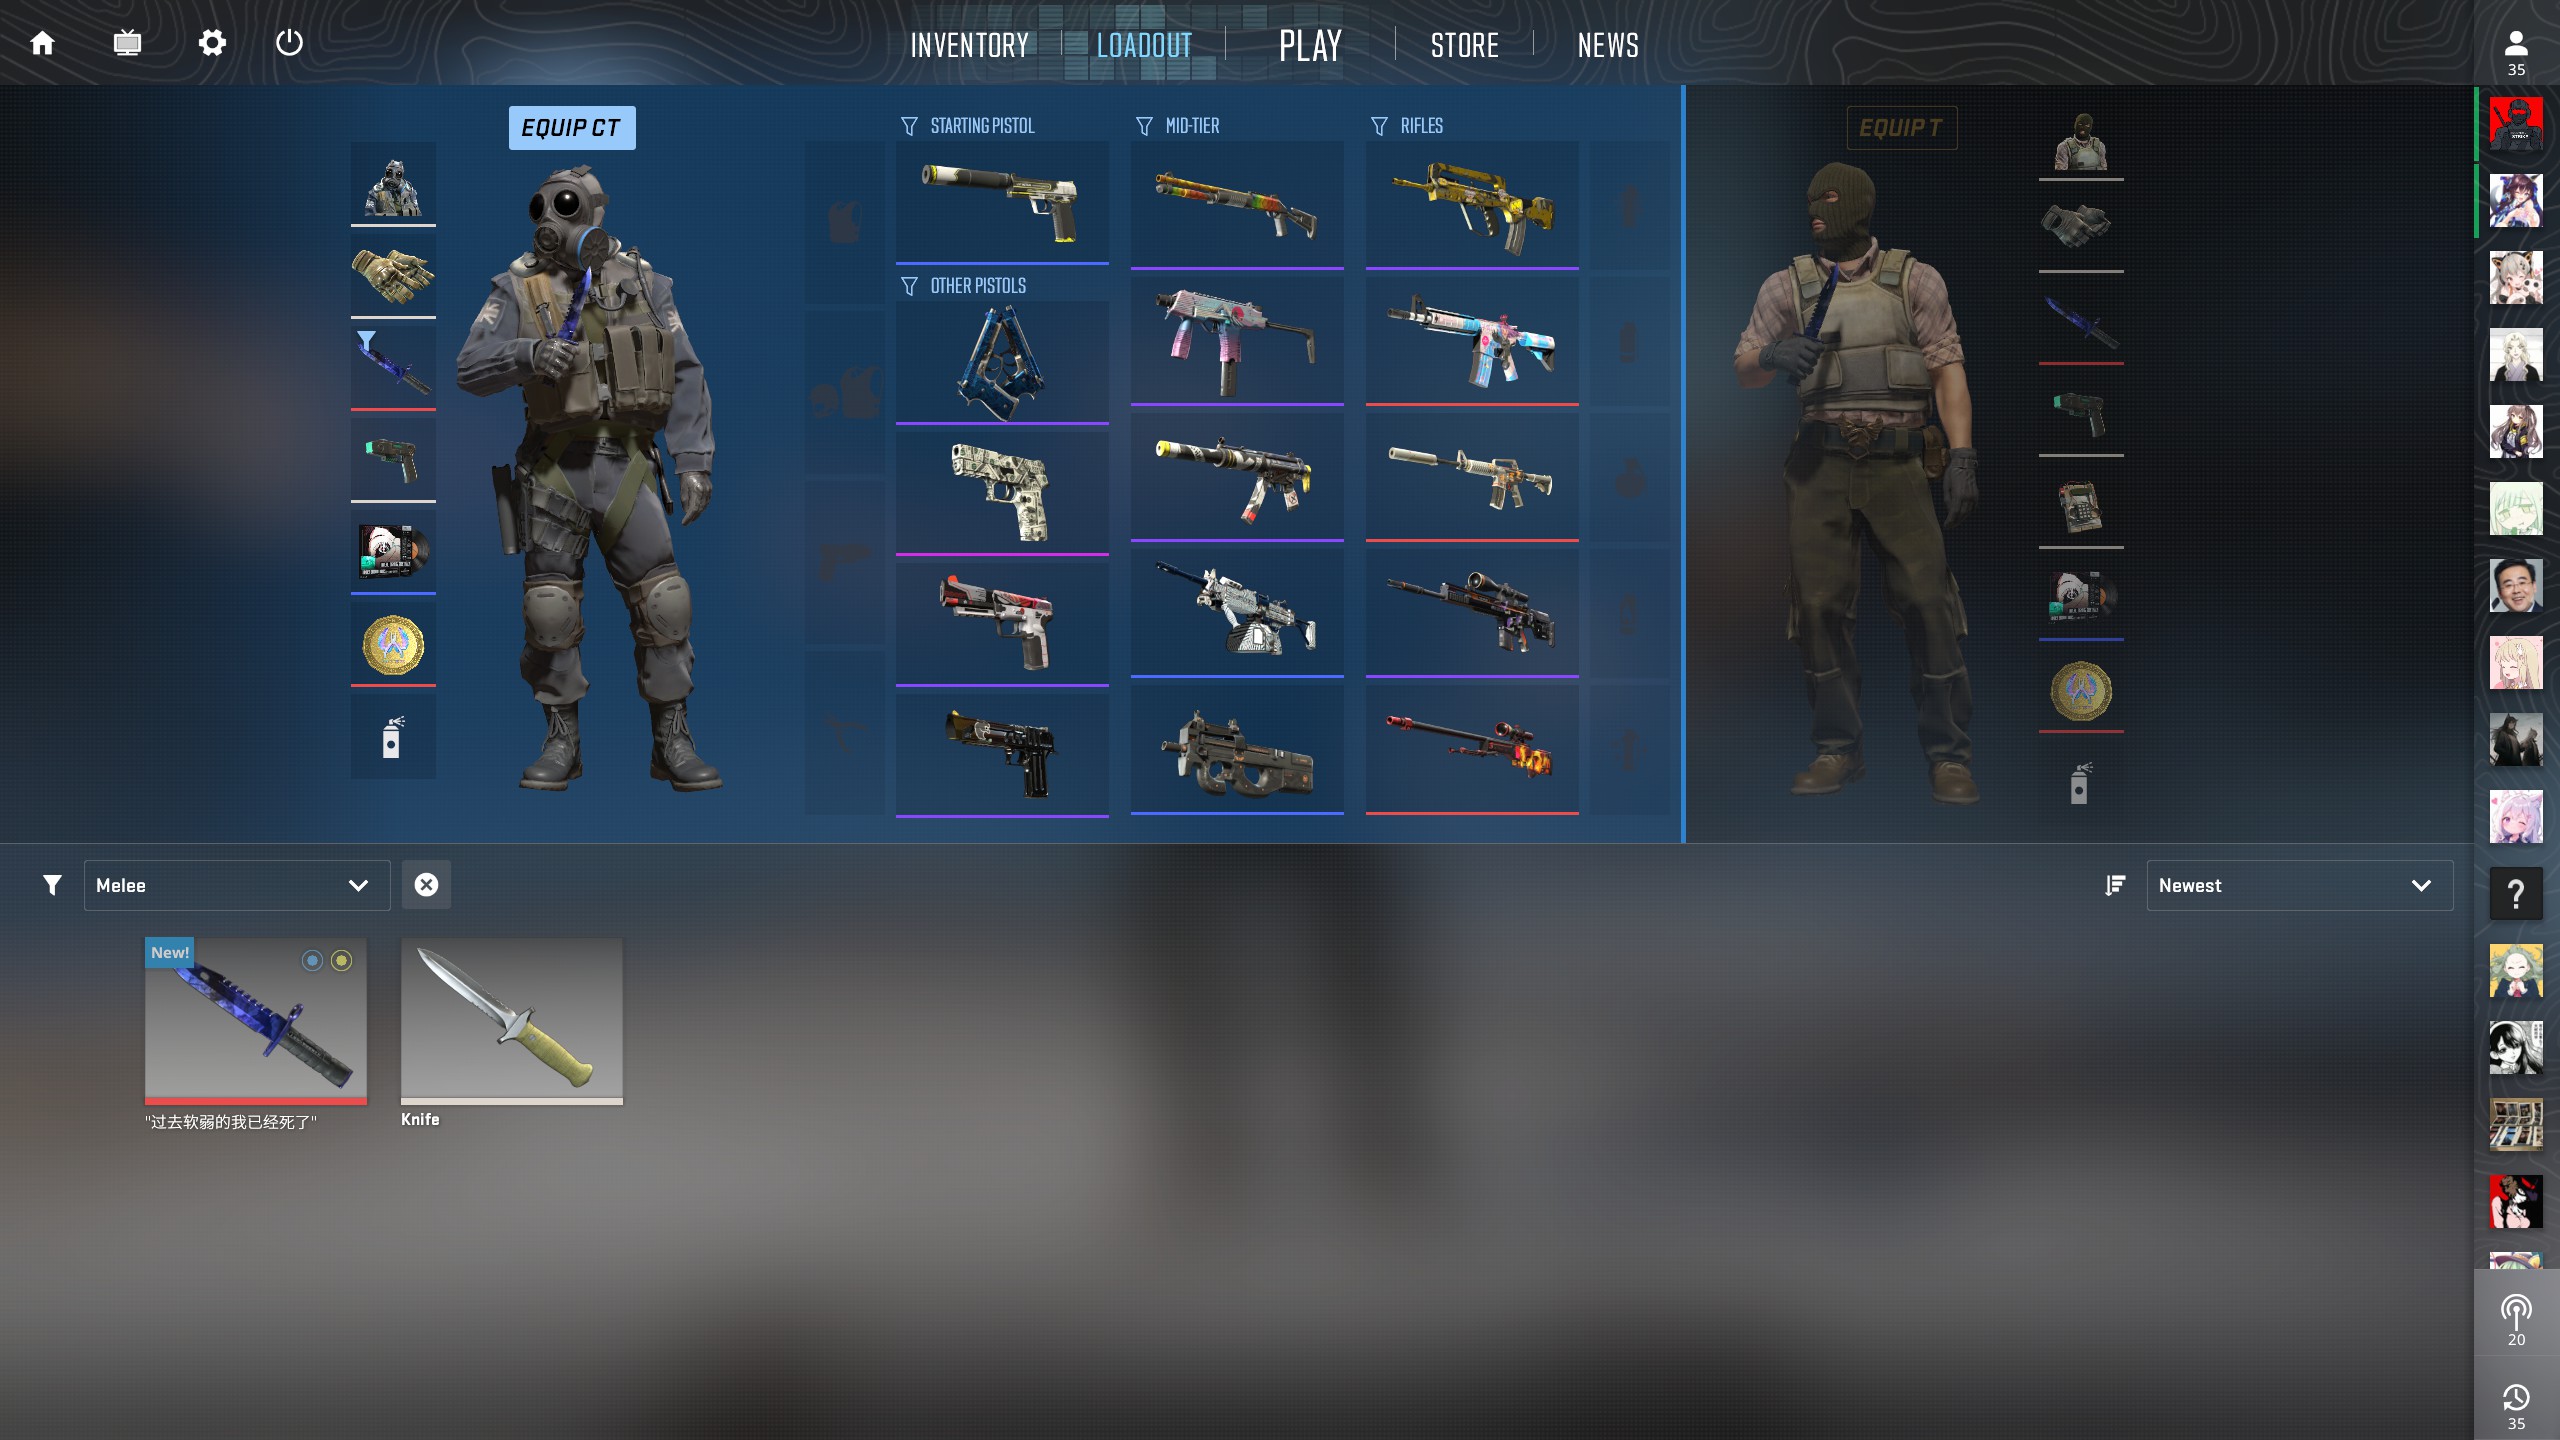 INVENTORY
LOADOUT
PLAY
STORE
NEWS
35
EQUIP CT
STARTING PISTOL
MID-TIER
RIFLES
EQUIP T
OTHER PISTOLS
Melee
Newest
New!
"过去软弱的我已经死了"
Knife
?
20
35